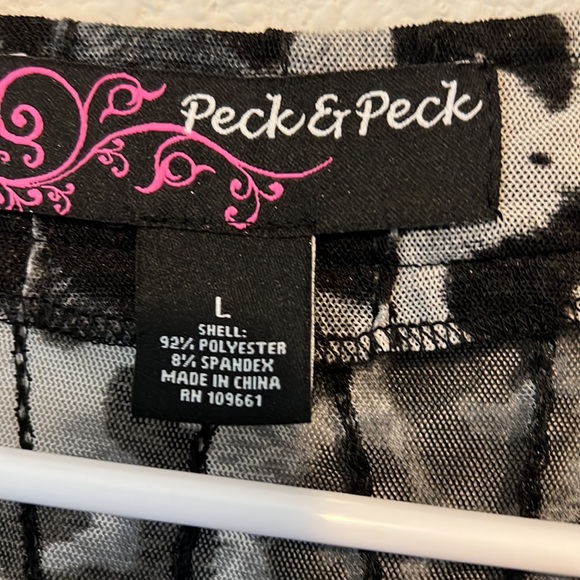 Peck & Peck
L
SHELL:
92% POLYESTER
8% SPANDEX
MADE IN CHINA
RN 109661